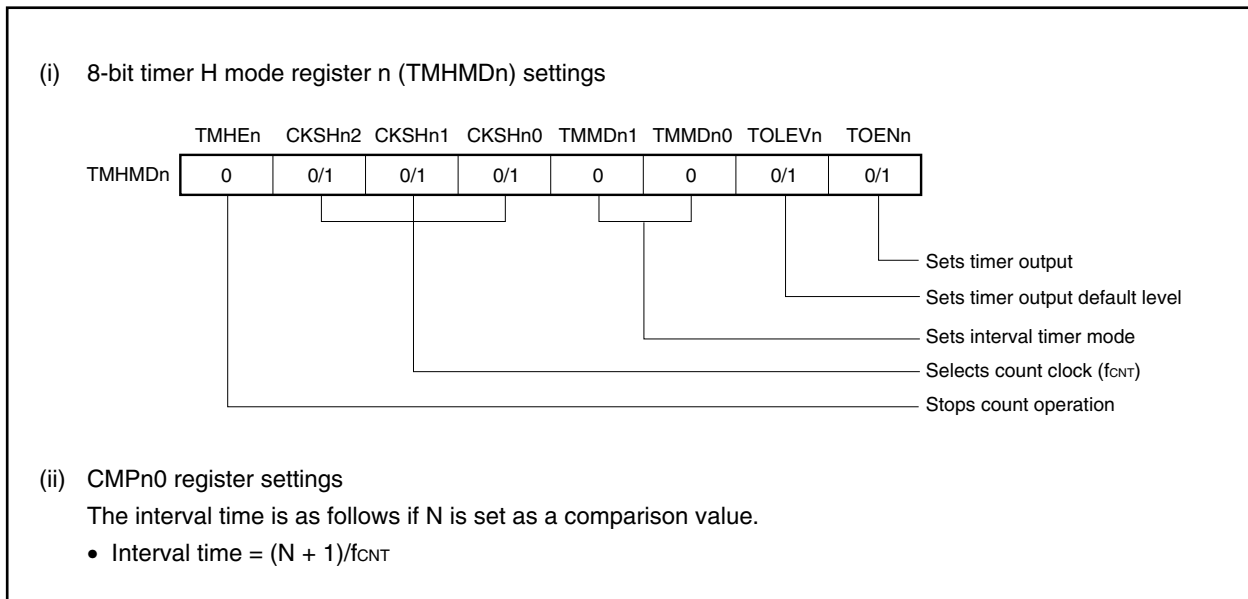 (i) 8-bit timer H mode register n (TMHMDn) settings
TMHEn CKSHn2 CKSHn1 CKSHn0 TMMDn1 TMMDn0 TOLEVn TOENn
TMHMDn 0 0/1 0/1 0/1 0 0 0/1 0/1
Sets timer output
Sets timer output default level
Sets interval timer mode
Selects count clock (fCNT)
Stops count operation
(ii) CMPn0 register settings
The interval time is as follows if N is set as a comparison value.
• Interval time = (N + 1)/fCNT